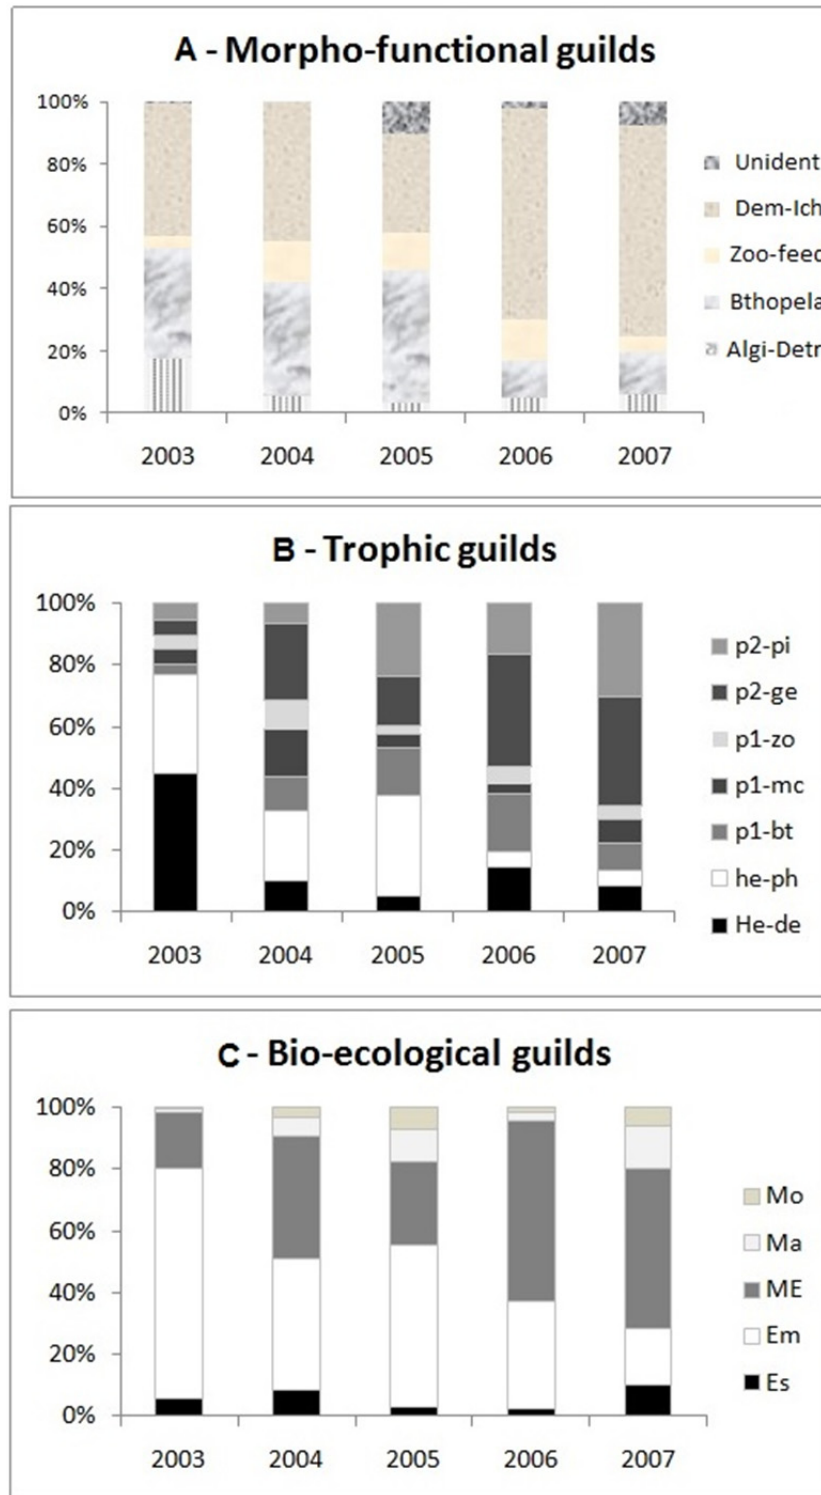 A - Morpho-functional guilds
100%
80%
60%
40%
20%
0%
2003 2004 2005 2006 2007
Unident
Dem-Ich
Zoo-feed
Bthopela
Algi-Detr
B - Trophic guilds
100%
80%
60%
40%
20%
0%
2003 2004 2005 2006 2007
p2-pi
p2-ge
p1-zo
p1-mc
p1-bt
he-ph
He-de
C - Bio-ecological guilds
100%
80%
60%
40%
20%
0%
2003 2004 2005 2006 2007
Mo
Ma
ME
Em
Es